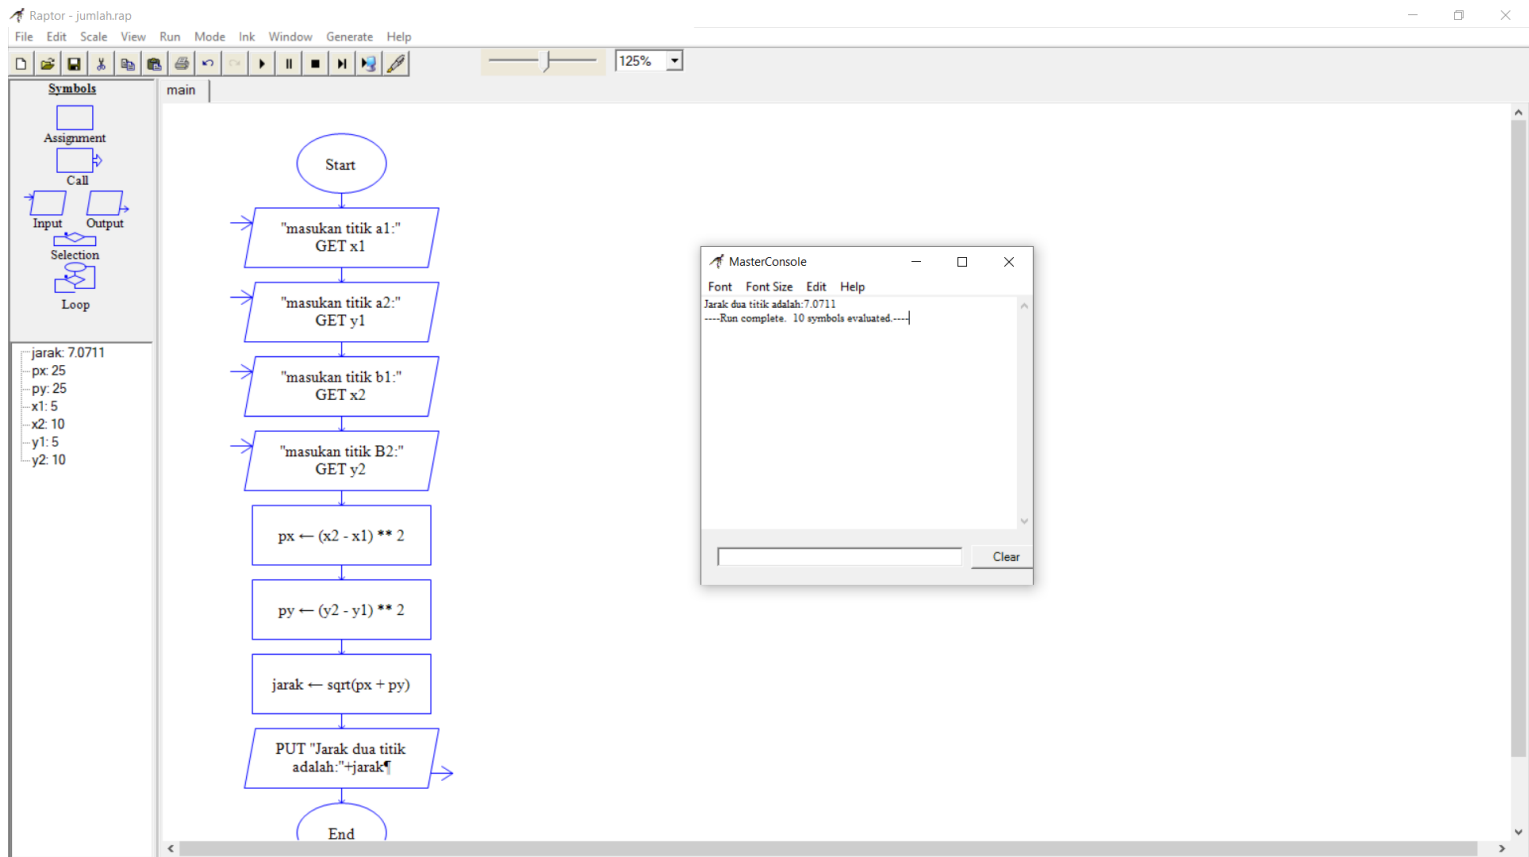 Raptor - jumlah.rap
File Edit Scale View Run Mode Ink Window Generate Help
125%
Symbols
Assignment
Call
Input Output
Selection
Loop
jarak: 7.0711
px: 25
py: 25
x1: 5
x2: 10
y1: 5
y2: 10
main
Start
"masukan titik a1:"
GET x1
"masukan titik a2:"
GET y1
"masukan titik b1:"
GET x2
"masukan titik B2:"
GET y2
px ← (x2 - x1) ** 2
py ← (y2 - y1) ** 2
jarak ← sqrt(px + py)
PUT "Jarak dua titik
adalah:"+jarak¶
End
MasterConsole
Font Font Size Edit Help
Jarak dua titik adalah:7.0711
----Run complete.  10 symbols evaluated.----
Clear